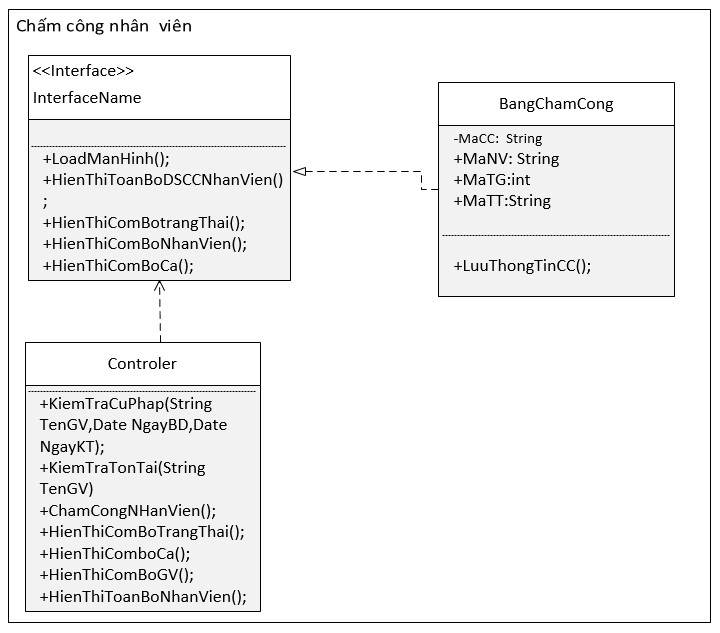 Chấm công nhân viên
<<Interface>>
InterfaceName
+LoadManHinh();
+HienThiToanBoDSCCNhanVien()
;
+HienThiComBotrangThai();
+HienThiComBoNhanVien();
+HienThiComBoCa();
BangChamCong
-MaCC: String
+MaNV: String
+MaTG:int
+MaTT:String
+LuuThongTinCC();
Controler
+KiemTraCuPhap(String
TenGV,Date NgayBD,Date
NgayKT);
+KiemTraTonTai(String
TenGV)
+ChamCongNHanVien();
+HienThiComBoTrangThai();
+HienThiComboCa();
+HienThiComBoGV();
+HienThiToanBoNhanVien();